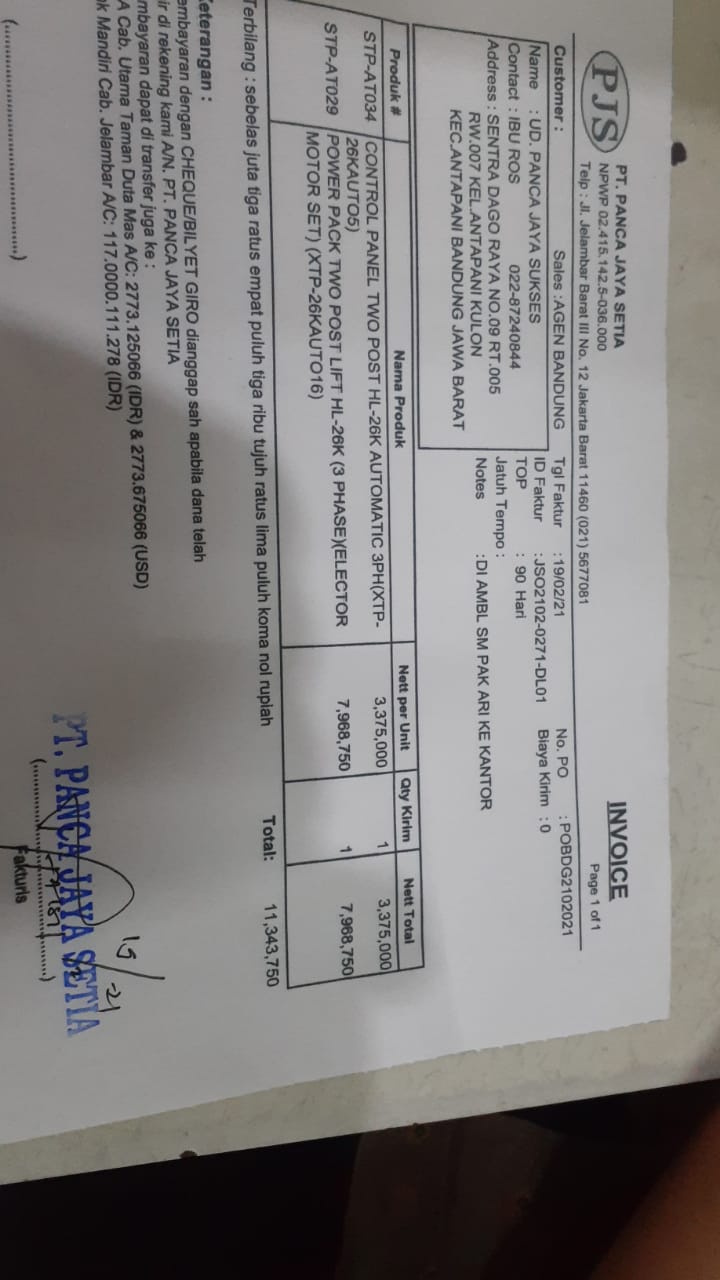 PJS
PT. PANCA JAYA SETIA
NPWP 02.415.142.5-036.000
Telp : Jl. Jelambar Barat III No. 12 Jakarta Barat 11460 (021) 5677081
INVOICE
Page 1 of 1
Customer : Sales :AGEN BANDUNG
Name : UD. PANCA JAYA SUKSES
Contact : IBU ROS 022-87240844
Address : SENTRA DAGO RAYA NO.09 RT.005
RW.007 KEL.ANTAPANI KULON
KEC.ANTAPANI BANDUNG JAWA BARAT
Tgl Faktur :19/02/21 No. PO : POBDG2102021
ID Faktur :JSO2102-0271-DL01 Biaya Kirim : 0
TOP : 90 Hari
Jatuh Tempo :
Notes :DI AMBL SM PAK ARI KE KANTOR
Produk # Nama Produk Nett per Unit Qty Kirim Nett Total
STP-AT034 CONTROL PANEL TWO POST HL-26K AUTOMATIC 3PH(XTP- 3,375,000 1 3,375,000
26KAUTO5)
STP-AT029 POWER PACK TWO POST LIFT HL-26K (3 PHASE)(ELECTOR 7,968,750 1 7,968,750
MOTOR SET) (XTP-26KAUTO16)
Total: 11,343,750
Terbilang : sebelas juta tiga ratus empat puluh tiga ribu tujuh ratus lima puluh koma nol rupiah
eterangan :
embayaran dengan CHEQUE/BILYET GIRO dianggap sah apabila dana telah
ir di rekening kami A/N. PT. PANCA JAYA SETIA
mbayaran dapat di transfer juga ke :
A Cab. Utama Taman Duta Mas A/C: 2773.125066 (IDR) & 2773.675066 (USD)
nk Mandiri Cab. Jelambar A/C: 117.0000.111.278 (IDR)
PT. PANCA JAYA SETIA
Fakturis